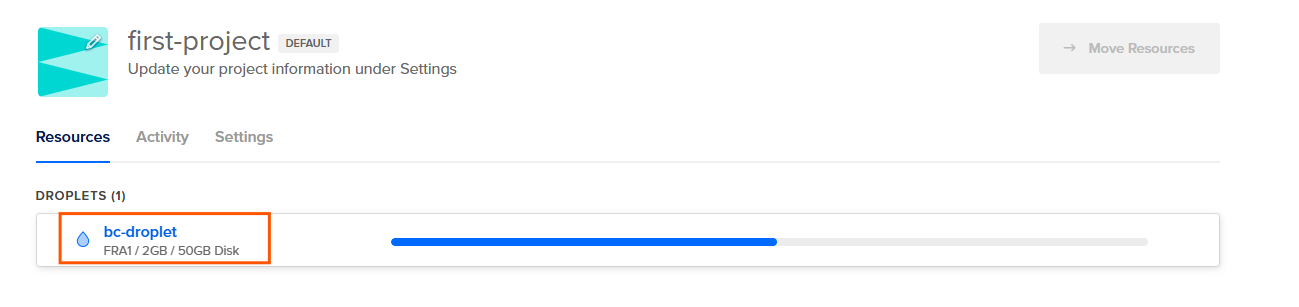 first-project DEFAULT
Update your project information under Settings
→ Move Resources
Resources Activity Settings
DROPLETS (1)
bc-droplet
FRA1 / 2GB / 50GB Disk